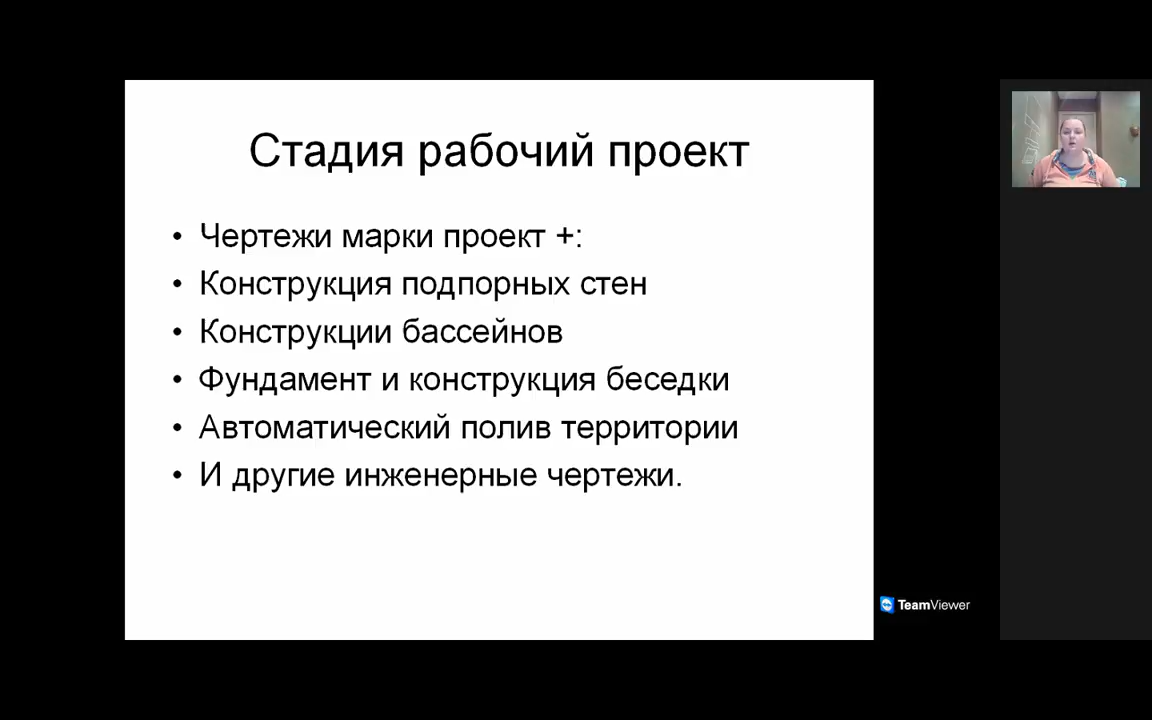 Стадия рабочий проект
• Чертежи марки проект +:
• Конструкция подпорных стен
• Конструкции бассейнов
• Фундамент и конструкция беседки
• Автоматический полив территории
• И другие инженерные чертежи.
TeamViewer